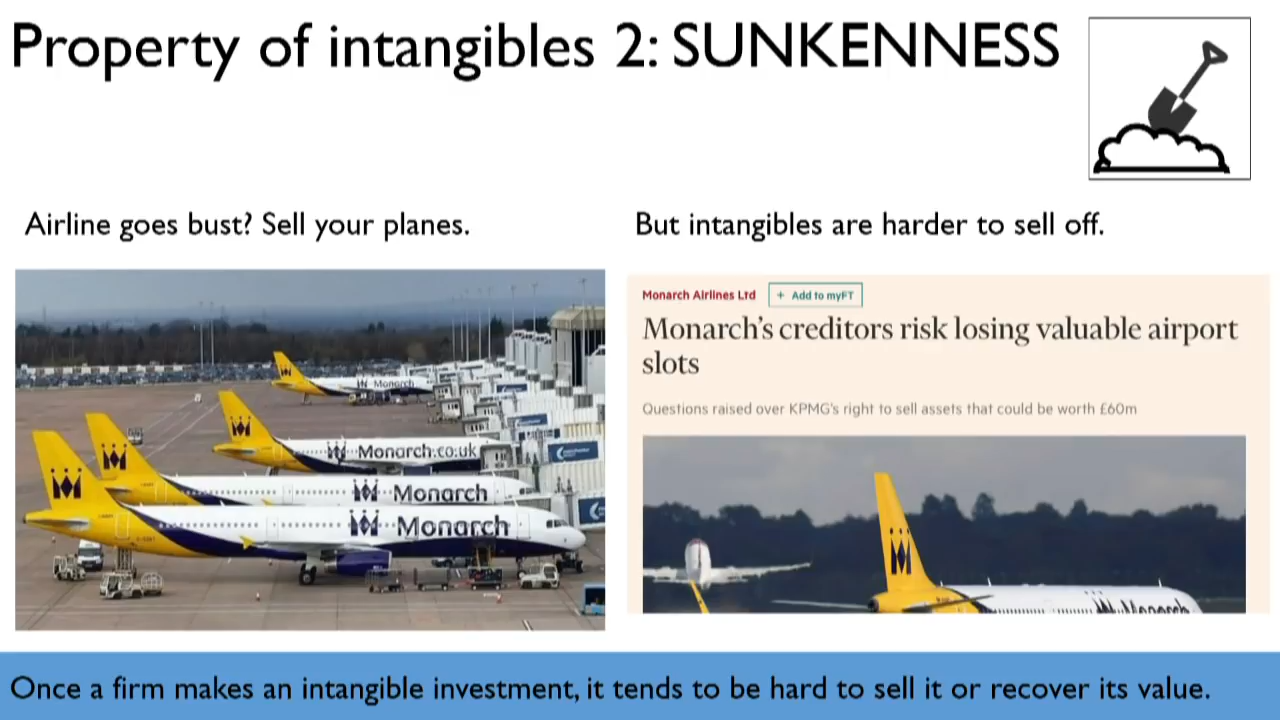 Property of intangibles 2: SUNKENNESS
Airline goes bust? Sell your planes.
But intangibles are harder to sell off.
Monarch Airlines Ltd
+ Add to myFT
Monarch's creditors risk losing valuable airport
slots
Questions raised over KPMG's right to sell assets that could be worth £60m
Monarch
Monarch.co.uk
Monarch
Monarch
Monarch
Once a firm makes an intangible investment, it tends to be hard to sell it or recover its value.